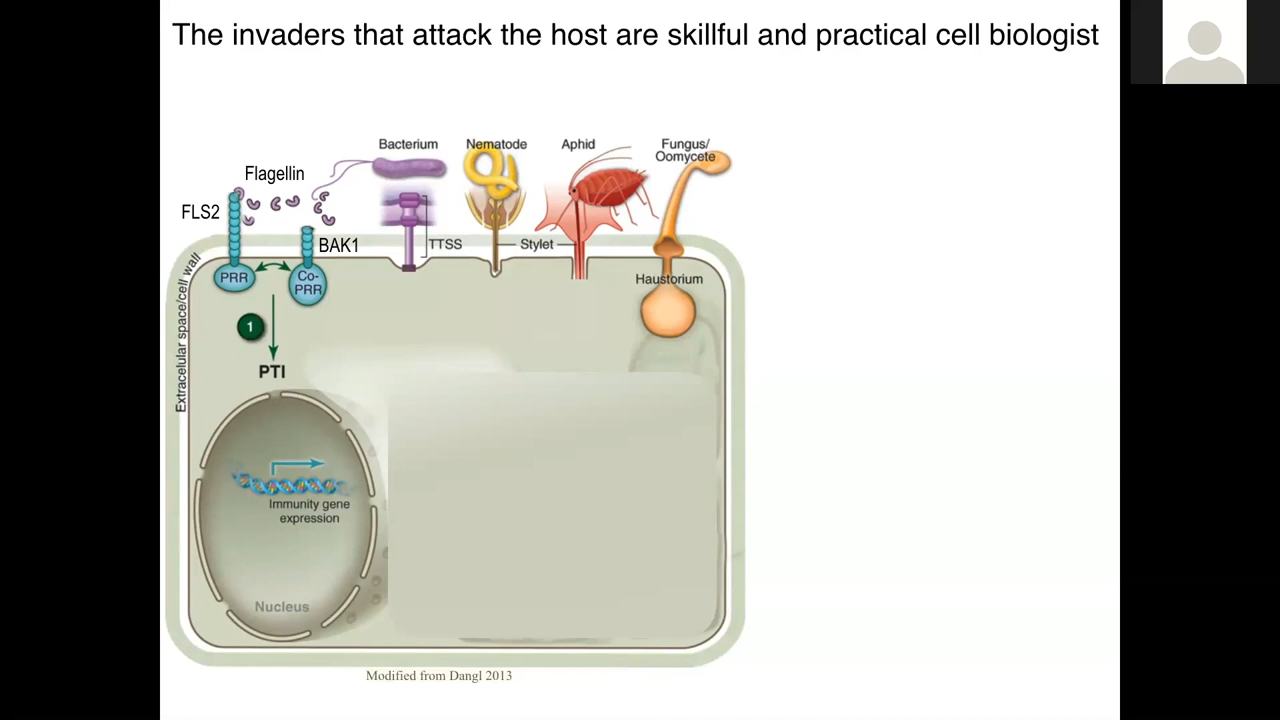 The invaders that attack the host are skillful and practical cell biologist
Bacterium
Nematode
Aphid
Fungus/
Oomycete
Flagellin
FLS2
BAK1
TTSS
Stylet
PRR
Co-
PRR
Haustorium
Extracelular space/cell wall
1
PTI
Immunity gene
expression
Nucleus
Modified from Dangl 2013